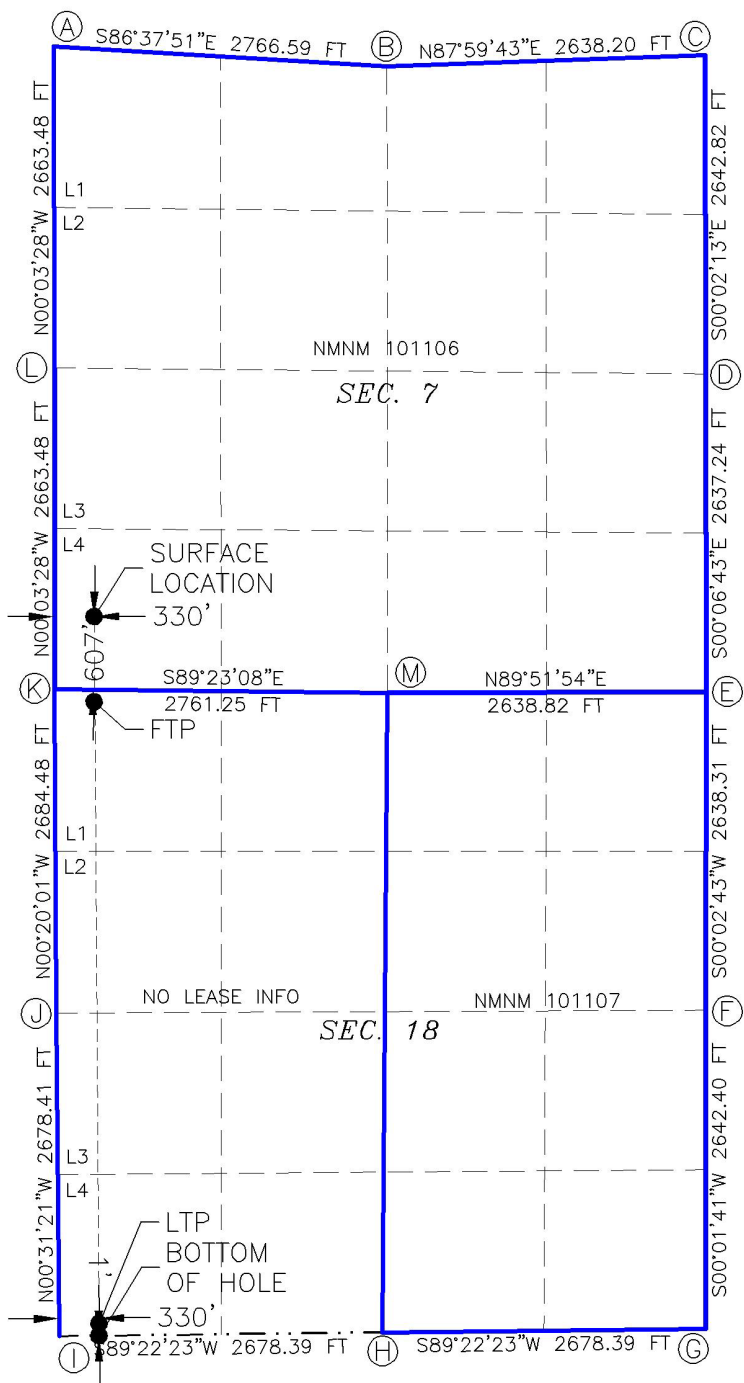 A
S86°37'51"E 2766.59 FT
B
N87°59'43"E 2638.20 FT
C
N00°03'28"W 2663.48 FT
S00°02'13"E 2642.82 FT
L1
L2
NMNM 101106
L
D
SEC. 7
N00°03'28"W 2663.48 FT
S00°06'43"E 2637.24 FT
L3
L4
SURFACE
LOCATION
330'
607'
K
S89°23'08"E
2761.25 FT
M
N89°51'54"E
2638.82 FT
E
FTP
N00°20'01"W 2684.48 FT
S00°02'43"W 2638.31 FT
L1
L2
NO LEASE INFO
NMNM 101107
J
F
SEC. 18
N00°31'21"W 2678.41 FT
S00°01'41"W 2642.40 FT
L3
L4
LTP
BOTTOM
OF HOLE
1'
330'
I
S89°22'23"W 2678.39 FT
H
S89°22'23"W 2678.39 FT
G